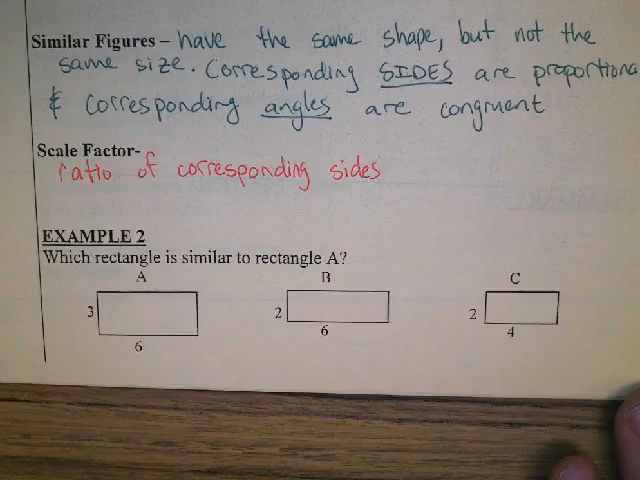 Similar Figures – have the same shape, but not the
same size. Corresponding SIDES are proportiona
& corresponding angles are congruent
Scale Factor-
ratio of corresponding sides
EXAMPLE 2
Which rectangle is similar to rectangle A?
A B C
3 2 2
6 6 4